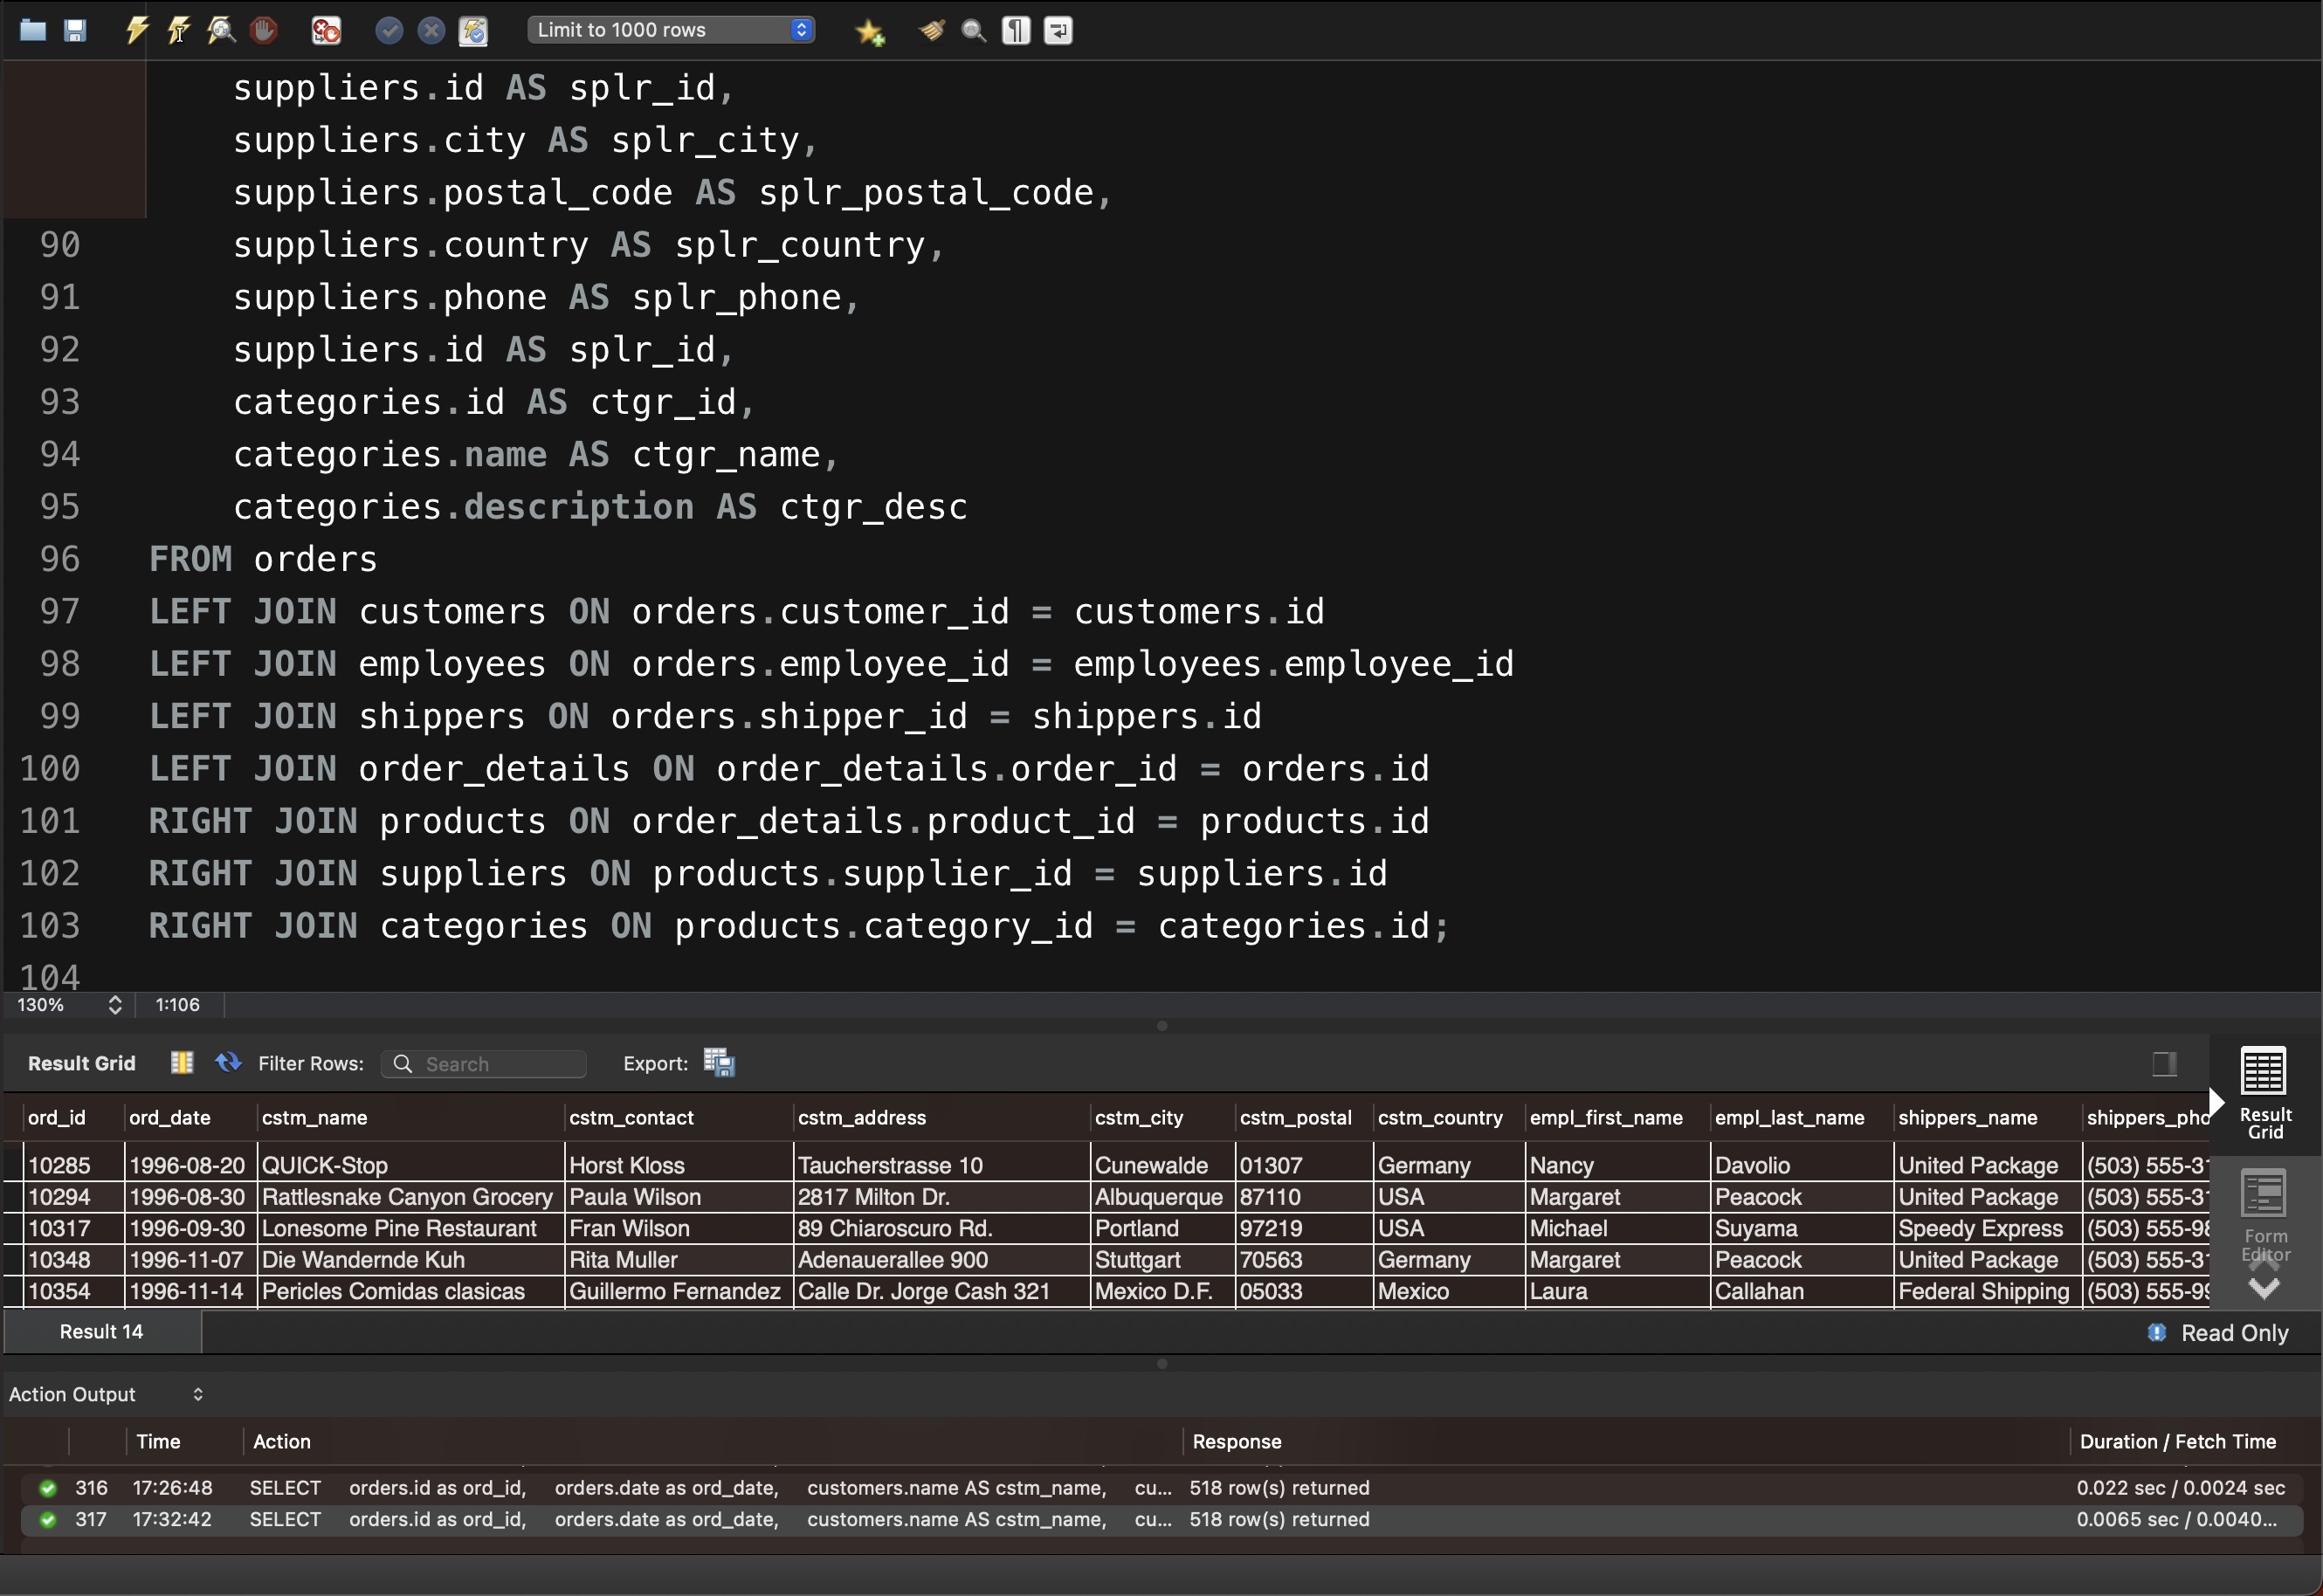 Limit to 1000 rows
suppliers.id AS splr_id,
suppliers.city AS splr_city,
suppliers.postal_code AS splr_postal_code,
90 suppliers.country AS splr_country,
91 suppliers.phone AS splr_phone,
92 suppliers.id AS splr_id,
93 categories.id AS ctgr_id,
94 categories.name AS ctgr_name,
95 categories.description AS ctgr_desc
96 FROM orders
97 LEFT JOIN customers ON orders.customer_id = customers.id
98 LEFT JOIN employees ON orders.employee_id = employees.employee_id
99 LEFT JOIN shippers ON orders.shipper_id = shippers.id
100 LEFT JOIN order_details ON order_details.order_id = orders.id
101 RIGHT JOIN products ON order_details.product_id = products.id
102 RIGHT JOIN suppliers ON products.supplier_id = suppliers.id
103 RIGHT JOIN categories ON products.category_id = categories.id;
104
130% 1:106
Result Grid Filter Rows: Search Export:
ord_id ord_date cstm_name cstm_contact cstm_address cstm_city cstm_postal cstm_country empl_first_name empl_last_name shippers_name shippers_pho
10285 1996-08-20 QUICK-Stop Horst Kloss Taucherstrasse 10 Cunewalde 01307 Germany Nancy Davolio United Package (503) 555-31
10294 1996-08-30 Rattlesnake Canyon Grocery Paula Wilson 2817 Milton Dr. Albuquerque 87110 USA Margaret Peacock United Package (503) 555-31
10317 1996-09-30 Lonesome Pine Restaurant Fran Wilson 89 Chiaroscuro Rd. Portland 97219 USA Michael Suyama Speedy Express (503) 555-98
10348 1996-11-07 Die Wandernde Kuh Rita Muller Adenauerallee 900 Stuttgart 70563 Germany Margaret Peacock United Package (503) 555-31
10354 1996-11-14 Pericles Comidas clasicas Guillermo Fernandez Calle Dr. Jorge Cash 321 Mexico D.F. 05033 Mexico Laura Callahan Federal Shipping (503) 555-99
Result
Grid
Form
Editor
Result 14 Read Only
Action Output
Time Action Response Duration / Fetch Time
316 17:26:48 SELECT orders.id as ord_id, orders.date as ord_date, customers.name AS cstm_name, cu... 518 row(s) returned 0.022 sec / 0.0024 sec
317 17:32:42 SELECT orders.id as ord_id, orders.date as ord_date, customers.name AS cstm_name, cu... 518 row(s) returned 0.0065 sec / 0.0040...